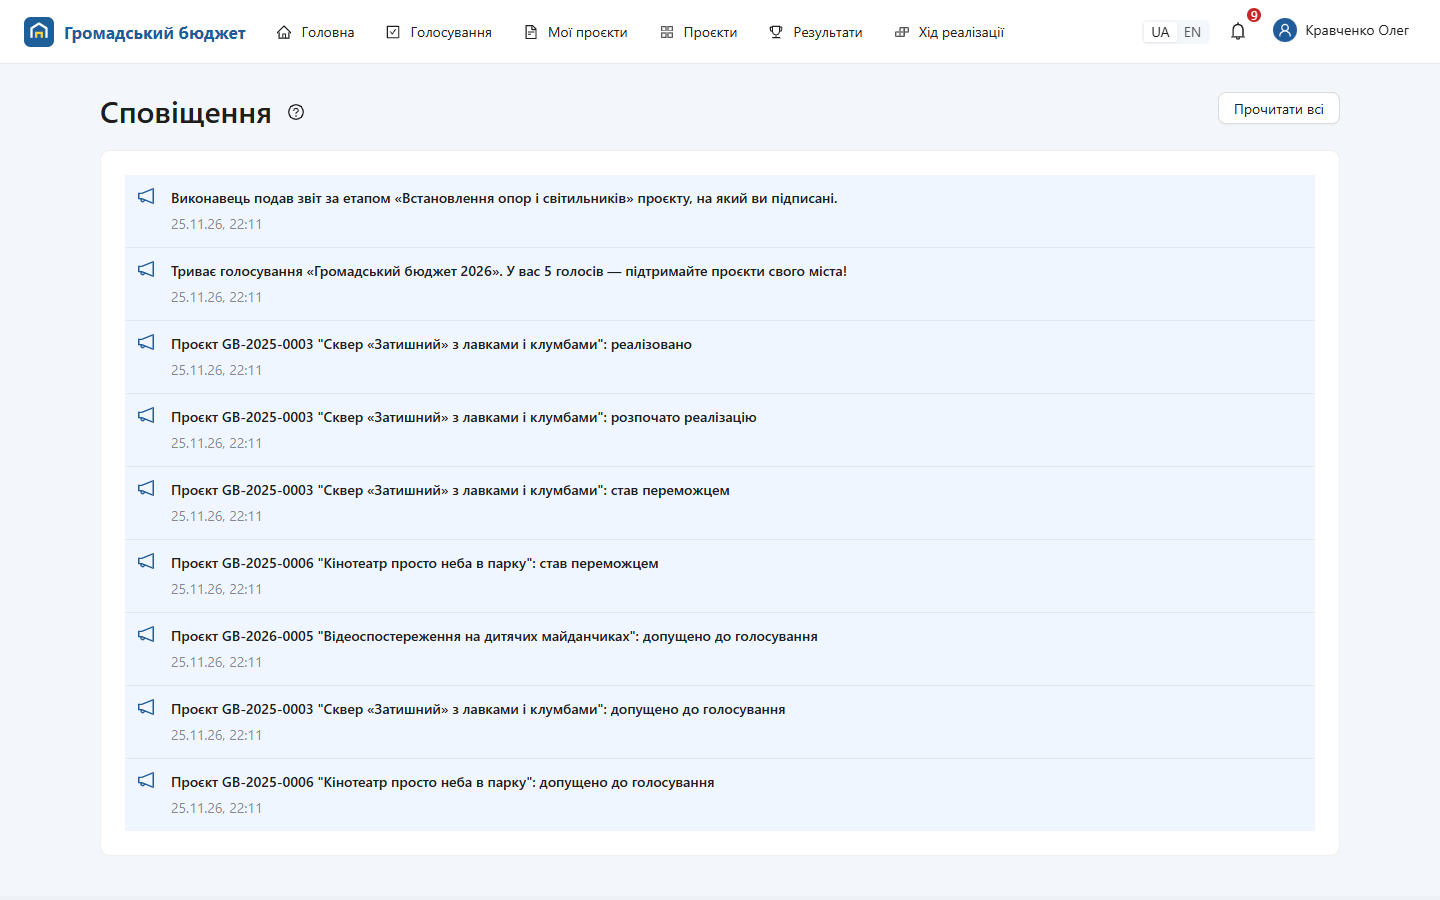 Громадський бюджет
Головна
Голосування
Мої проєкти
Проєкти
Результати
Хід реалізації
UA EN
9
Кравченко Олег
Сповіщення
Прочитати всі
Виконавець подав звіт за етапом «Встановлення опор і світильників» проєкту, на який ви підписані.
25.11.26, 22:11
Триває голосування «Громадський бюджет 2026». У вас 5 голосів — підтримайте проєкти свого міста!
25.11.26, 22:11
Проєкт GB-2025-0003 "Сквер «Затишний» з лавками і клумбами": реалізовано
25.11.26, 22:11
Проєкт GB-2025-0003 "Сквер «Затишний» з лавками і клумбами": розпочато реалізацію
25.11.26, 22:11
Проєкт GB-2025-0003 "Сквер «Затишний» з лавками і клумбами": став переможцем
25.11.26, 22:11
Проєкт GB-2025-0006 "Кінотеатр просто неба в парку": став переможцем
25.11.26, 22:11
Проєкт GB-2026-0005 "Відеоспостереження на дитячих майданчиках": допущено до голосування
25.11.26, 22:11
Проєкт GB-2025-0003 "Сквер «Затишний» з лавками і клумбами": допущено до голосування
25.11.26, 22:11
Проєкт GB-2025-0006 "Кінотеатр просто неба в парку": допущено до голосування
25.11.26, 22:11